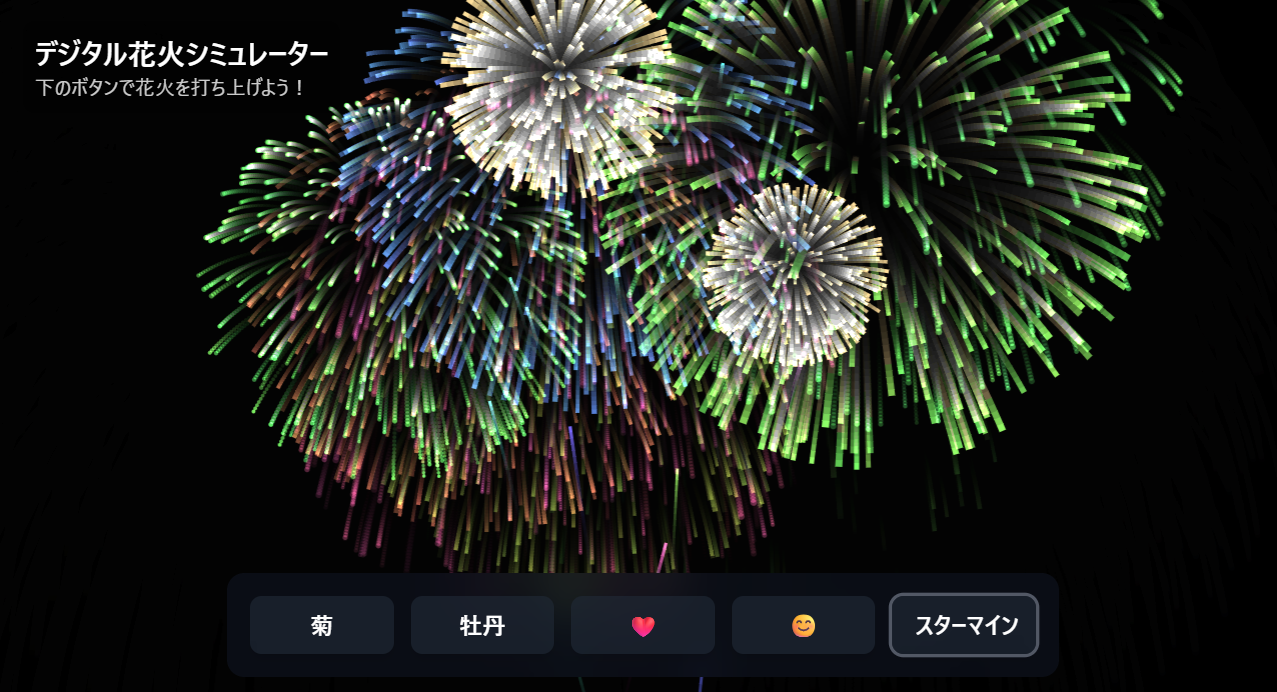 デジタル花火シミュレーター
下のボタンで花火を打ち上げよう！
菊
牡丹
スターマイン